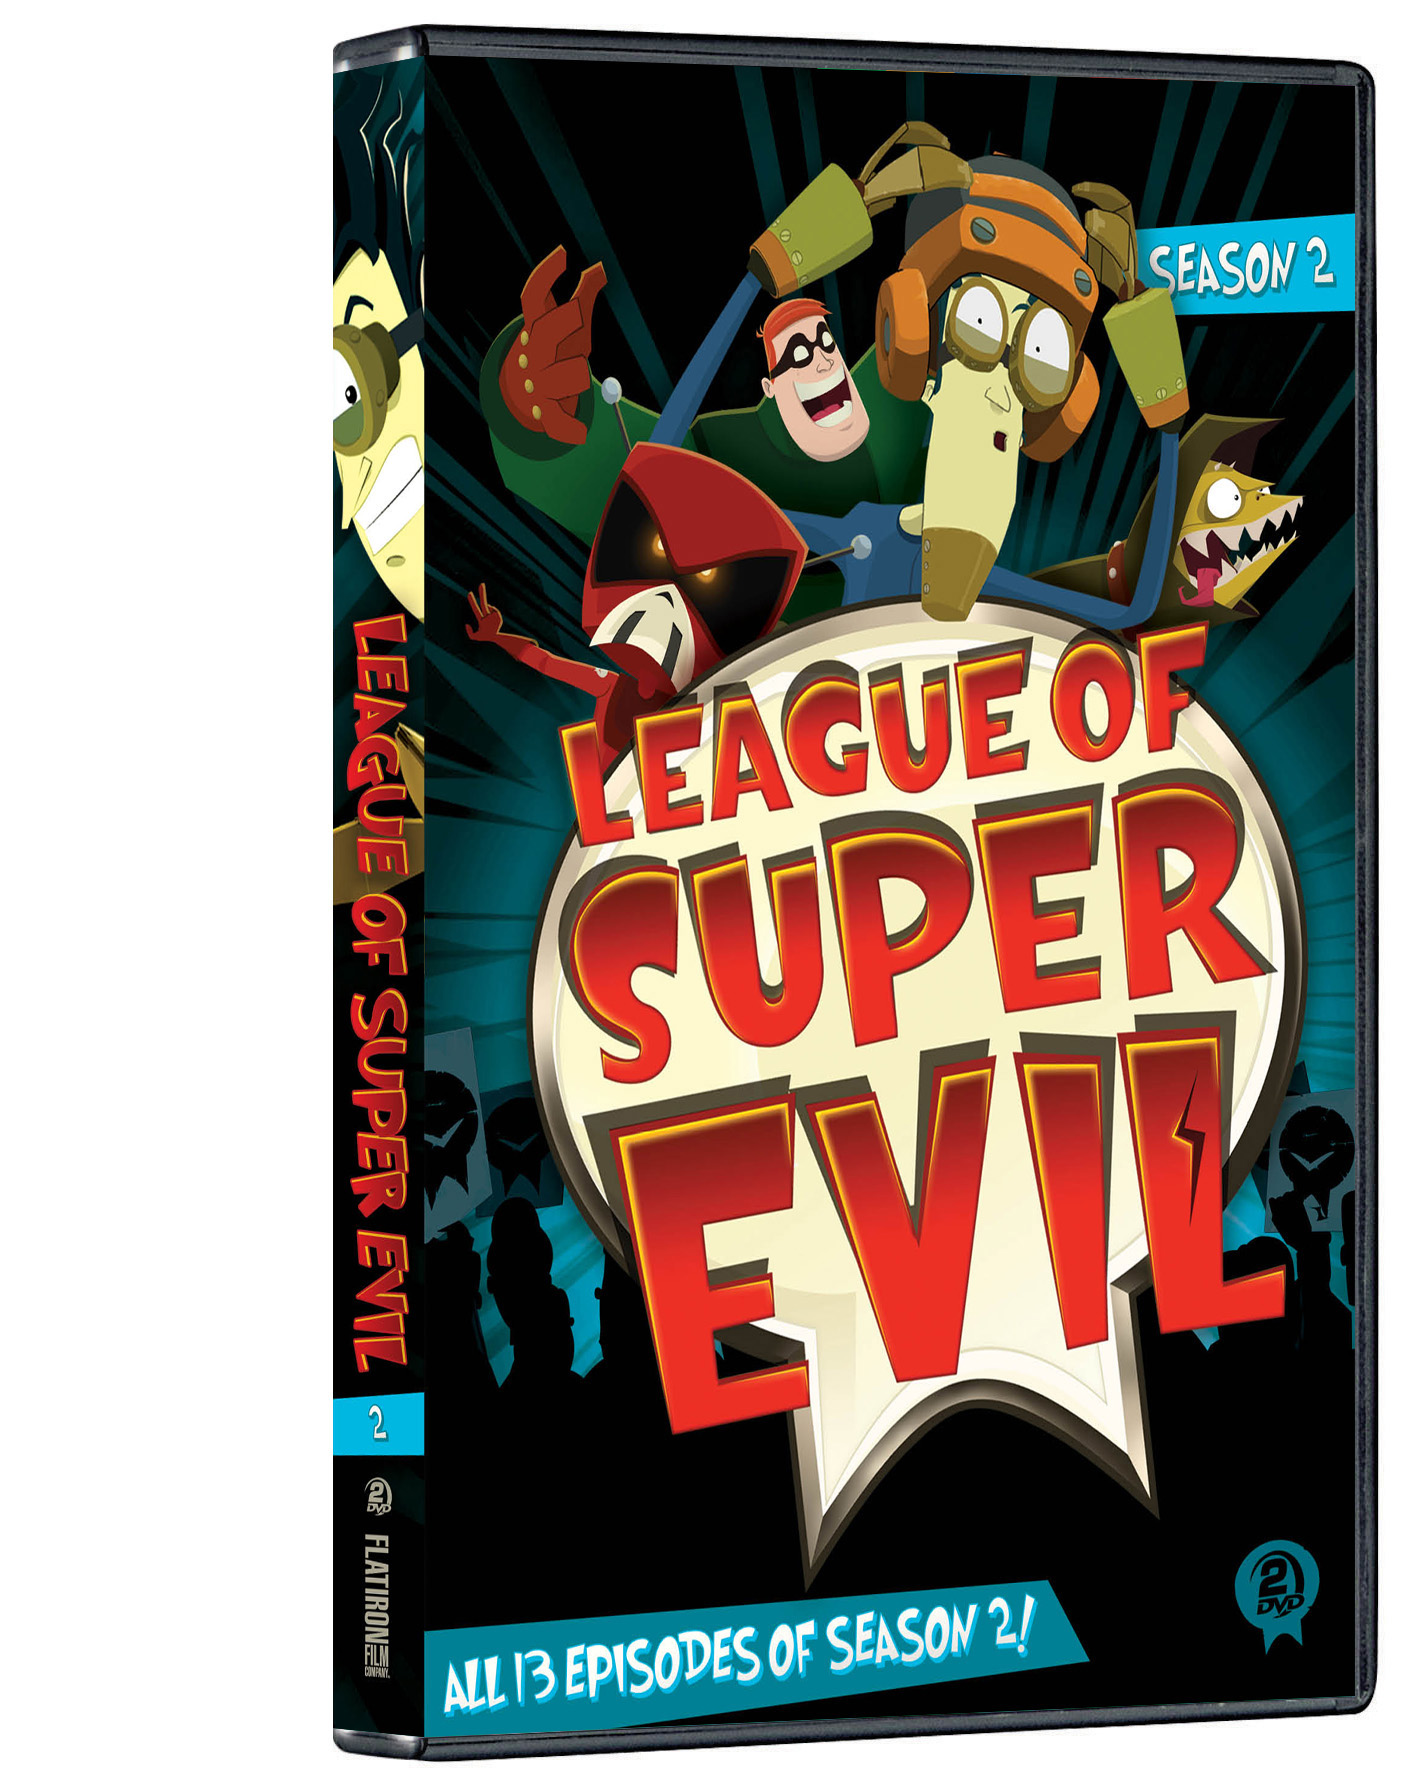 SEASON 2
LEAGUE OF
SUPER
EVIL
ALL 13 EPISODES OF SEASON 2!
2
DVD
LEAGUE OF SUPER EVIL
2
2
DVD
FLATIRON
FILM
COMPANY